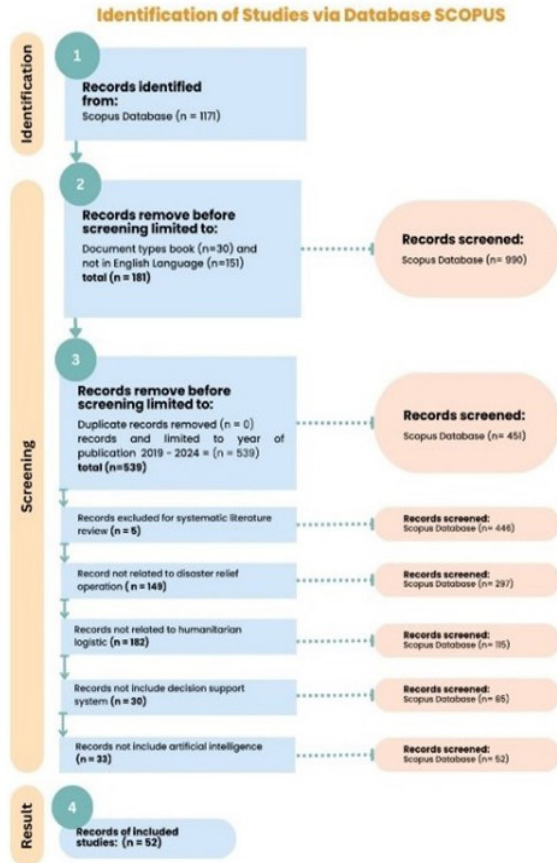 Identification of Studies via Database SCOPUS
Identification
1
Records identified
from:
Scopus Database (n = 1171)
Screening
2
Records remove before
screening limited to:
Document types book (n=30) and
not in English Language (n=151)
total (n = 181)
Records screened:
Scopus Database (n= 990)
3
Records remove before
screening limited to:
Duplicate records removed (n = 0)
records and limited to year of
publication 2019 - 2024 = (n = 539)
total (n=539)
Records screened:
Scopus Database (n= 451)
Records excluded for systematic literature
review (n = 5)
Records screened:
Scopus Database (n= 446)
Record not related to disaster relief
operation (n = 149)
Records screened:
Scopus Database (n= 297)
Records not related to humanitarian
logistic (n = 182)
Records screened:
Scopus Database (n= 115)
Records not include decision support
system (n = 30)
Records screened:
Scopus Database (n= 85)
Records not include artificial intelligence
(n = 33)
Records screened:
Scopus Database (n= 52)
Result
4
Records of included
studies: (n = 52)